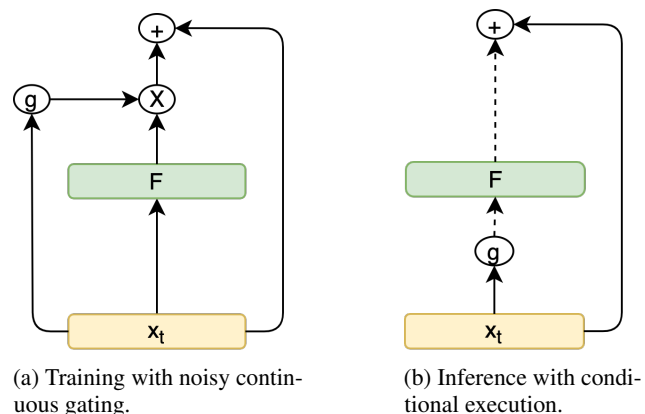 +
g
X
F
x_t
(a) Training with noisy contin-
uous gating.
+
F
g
x_t
(b) Inference with condi-
tional execution.